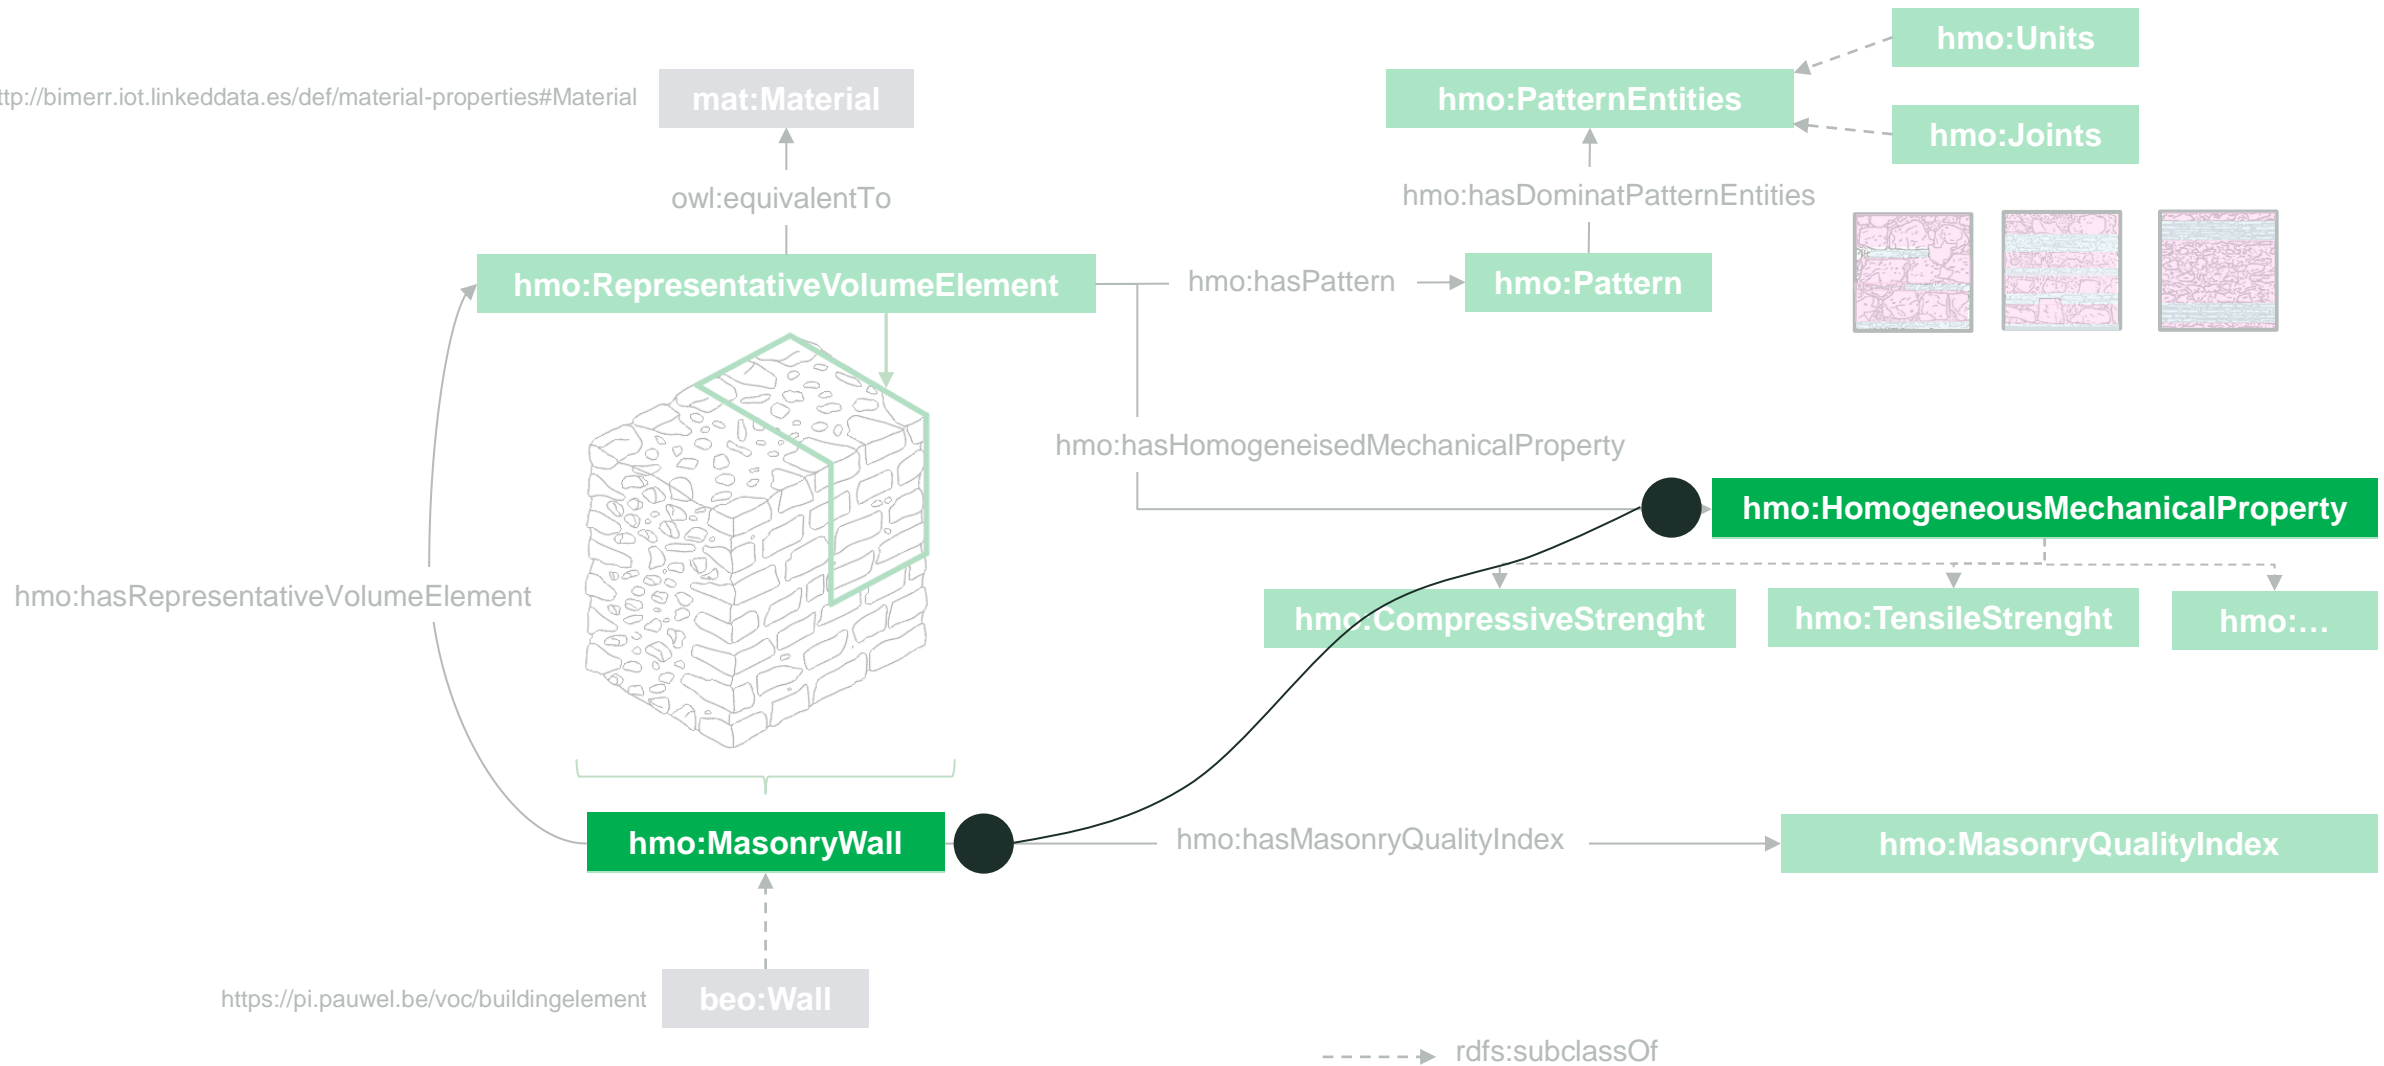 hmo:Units
ttp://bimerr.iot.linkeddata.es/def/material-properties#Material
mat:Material
hmo:PatternEntities
hmo:Joints
owl:equivalentTo
hmo:hasDominatPatternEntities
hmo:RepresentativeVolumeElement
hmo:hasPattern
hmo:Pattern
hmo:hasHomogeneisedMechanicalProperty
hmo:HomogeneousMechanicalProperty
hmo:hasRepresentativeVolumeElement
hmo:CompressiveStrenght
hmo:TensileStrenght
hmo:…
hmo:MasonryWall
hmo:hasMasonryQualityIndex
hmo:MasonryQualityIndex
https://pi.pauwel.be/voc/buildingelement
beo:Wall
rdfs:subclassOf